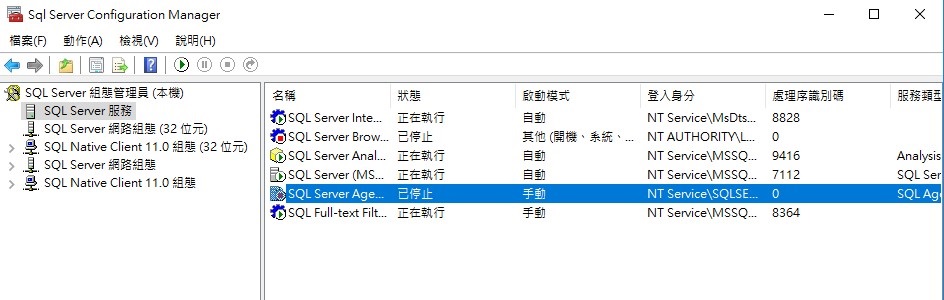 Sql Server Configuration Manager
檔案(F) 動作(A) 檢視(V) 說明(H)
SQL Server 組態管理員 (本機)
SQL Server 服務
SQL Server 網路組態 (32 位元)
SQL Native Client 11.0 組態 (32 位元)
SQL Server 網路組態
SQL Native Client 11.0 組態
名稱 狀態 啟動模式 登入身分 處理序識別碼 服務類型
SQL Server Inte... 正在執行 自動 NT Service\MsDts... 8828
SQL Server Brow... 已停止 其他 (開機、系統、... NT AUTHORITY\L... 0
SQL Server Anal... 正在執行 自動 NT Service\MSSQ... 9416 Analysis
SQL Server (MS... 正在執行 自動 NT Service\MSSQ... 7112 SQL Ser
SQL Server Age... 已停止 手動 NT Service\SQLSE... 0 SQL Age
SQL Full-text Filt... 正在執行 手動 NT Service\MSSQ... 8364